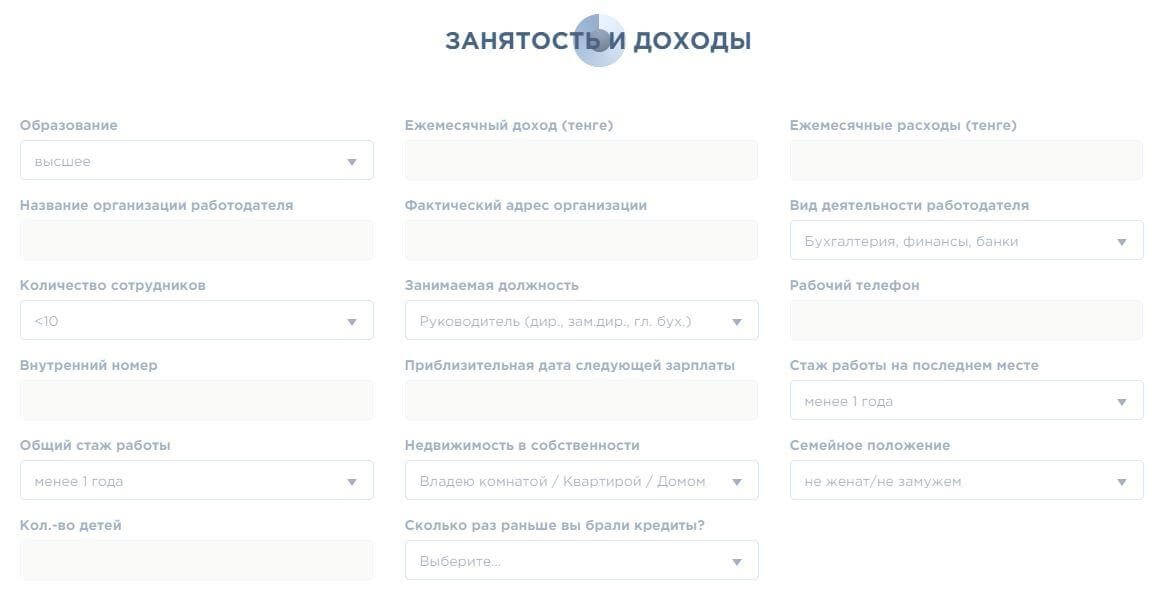 ЗАНЯТОСТЬ И ДОХОДЫ
Образование
высшее
Ежемесячный доход (тенге)
Ежемесячные расходы (тенге)
Название организации работодателя
Фактический адрес организации
Вид деятельности работодателя
Бухгалтерия, финансы, банки
Количество сотрудников
<10
Занимаемая должность
Руководитель (дир., зам.дир., гл. бух.)
Рабочий телефон
Внутренний номер
Приблизительная дата следующей зарплаты
Стаж работы на последнем месте
менее 1 года
Общий стаж работы
менее 1 года
Недвижимость в собственности
Владею комнатой / Квартирой / Домом
Семейное положение
не женат/не замужем
Кол.-во детей
Сколько раз раньше вы брали кредиты?
Выберите...